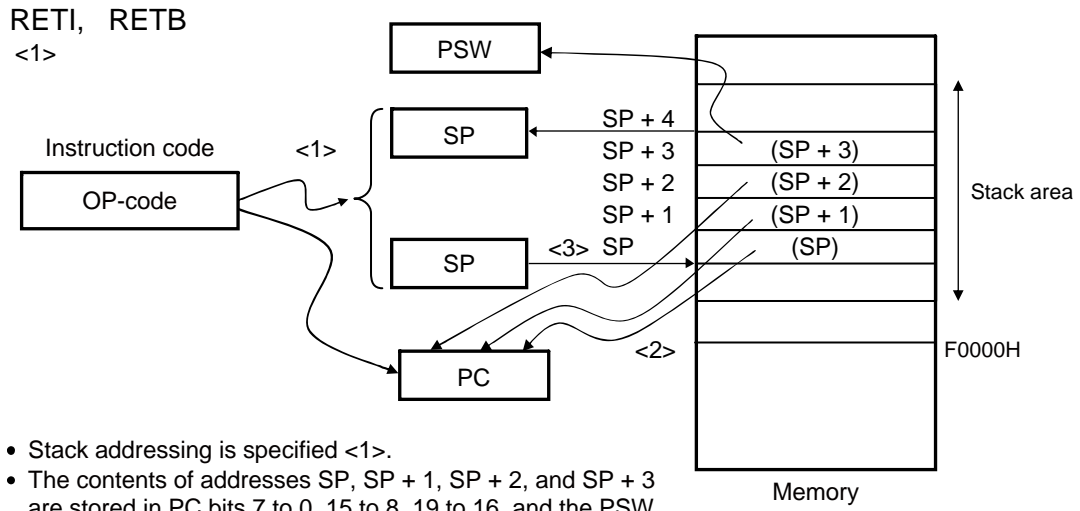 RETI, RETB
<1>
PSW
SP
SP + 4
SP + 3
(SP + 3)
Instruction code
<1>
OP-code
SP + 2
(SP + 2)
Stack area
SP + 1
(SP + 1)
SP
<3>
SP
(SP)
<2>
F0000H
PC
• Stack addressing is specified <1>.
• The contents of addresses SP, SP + 1, SP + 2, and SP + 3
are stored in PC bits 7 to 0, 15 to 8, 19 to 16, and the PSW
Memory